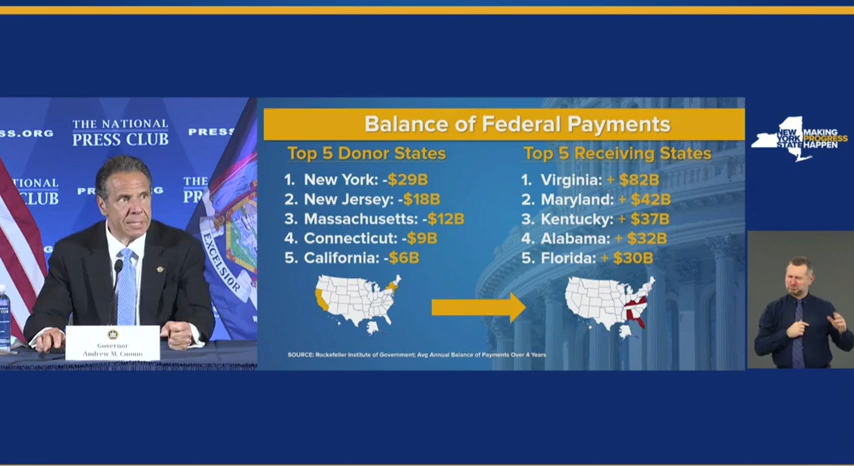 SS.ORG
THE NATIONAL
PRESS CLUB
PRESS
TIONAL
CLUB
PR
THE N
PR
EXCELSIOR
Governor
Andrew M. Cuomo
Balance of Federal Payments
Top 5 Donor States
1. New York: -$29B
2. New Jersey: -$18B
3. Massachusetts: -$12B
4. Connecticut: -$9B
5. California: -$6B
Top 5 Receiving States
1. Virginia: + $82B
2. Maryland: + $42B
3. Kentucky: + $37B
4. Alabama: + $32B
5. Florida: + $30B
SOURCE: Rockefeller Institute of Government; Avg Annual Balance of Payments Over 4 Years
NEW
YORK
STATE
MAKING
PROGRESS
HAPPEN